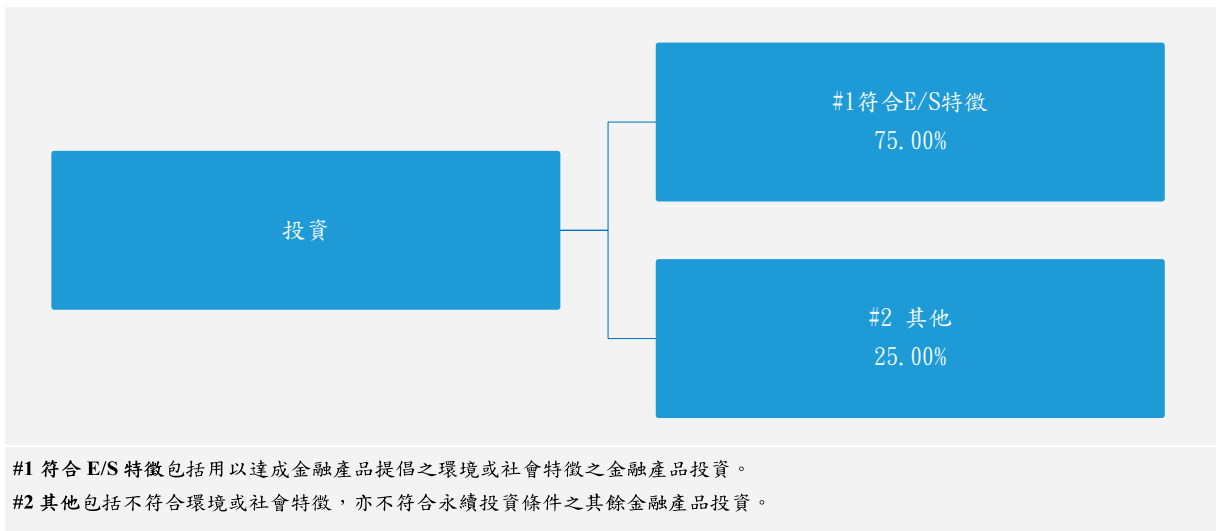 投資
#1符合E/S特徵
75.00%
#2 其他
25.00%
#1 符合 E/S 特徵包括用以達成金融產品提倡之環境或社會特徵之金融產品投資。
#2 其他包括不符合環境或社會特徵，亦不符合永續投資條件之其餘金融產品投資。